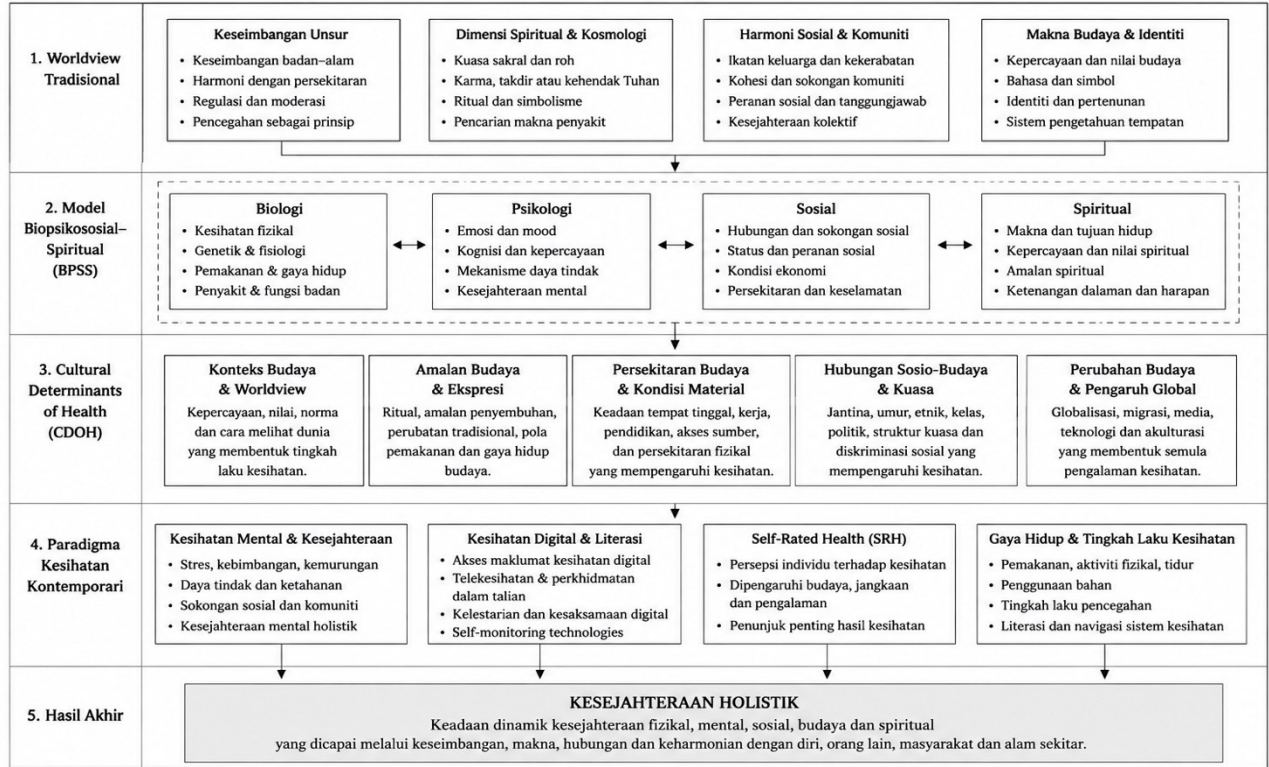 1. Worldview
Tradisional
Keseimbangan Unsur
• Keseimbangan badan–alam
• Harmoni dengan persekitaran
• Regulasi dan moderasi
• Pencegahan sebagai prinsip
Dimensi Spiritual & Kosmologi
• Kuasa sakral dan roh
• Karma, takdir atau kehendak Tuhan
• Ritual dan simbolisme
• Pencarian makna penyakit
Harmoni Sosial & Komuniti
• Ikatan keluarga dan kekerabatan
• Kohesi dan sokongan komuniti
• Peranan sosial dan tanggungjawab
• Kesejahteraan kolektif
Makna Budaya & Identiti
• Kepercayaan dan nilai budaya
• Bahasa dan simbol
• Identiti dan pertenunan
• Sistem pengetahuan tempatan
2. Model
Biopsikososial–
Spiritual
(BPSS)
Biologi
• Kesihatan fizikal
• Genetik & fisiologi
• Pemakanan & gaya hidup
• Penyakit & fungsi badan
Psikologi
• Emosi dan mood
• Kognisi dan kepercayaan
• Mekanisme daya tindak
• Kesejahteraan mental
Sosial
• Hubungan dan sokongan sosial
• Status dan peranan sosial
• Kondisi ekonomi
• Persekitaran dan keselamatan
Spiritual
• Makna dan tujuan hidup
• Kepercayaan dan nilai spiritual
• Amalan spiritual
• Ketenangan dalaman dan harapan
3. Cultural
Determinants
of Health
(CDOH)
Konteks Budaya
& Worldview
Kepercayaan, nilai, norma
dan cara melihat dunia
yang membentuk tingkah
laku kesihatan.
Amalan Budaya
& Ekspresi
Ritual, amalan penyembuhan,
perubatan tradisional, pola
pemakanan dan gaya hidup
budaya.
Persekitaran Budaya
& Kondisi Material
Keadaan tempat tinggal, kerja,
pendidikan, akses sumber,
dan persekitaran fizikal
yang mempengaruhi kesihatan.
Hubungan Sosio-Budaya
& Kuasa
Jantina, umur, etnik, kelas,
politik, struktur kuasa dan
diskriminasi sosial yang
mempengaruhi kesihatan.
Perubahan Budaya
& Pengaruh Global
Globalisasi, migrasi, media,
teknologi dan akulturasi
yang membentuk semula
pengalaman kesihatan.
4. Paradigma
Kesihatan
Kontemporari
Kesihatan Mental & Kesejahteraan
• Stres, kebimbangan, kemurungan
• Daya tindak dan ketahanan
• Sokongan sosial dan komuniti
• Kesejahteraan mental holistik
Kesihatan Digital & Literasi
• Akses maklumat kesihatan digital
• Telekesihatan & perkhidmatan
dalam talian
• Kelestarian dan kesaksamaan digital
• Self-monitoring technologies
Self-Rated Health (SRH)
• Persepsi individu terhadap kesihatan
• Dipengaruhi budaya, jangkaan
dan pengalaman
• Penunjuk penting hasil kesihatan
Gaya Hidup & Tingkah Laku Kesihatan
• Pemakanan, aktiviti fizikal, tidur
• Penggunaan bahan
• Tingkah laku pencegahan
• Literasi dan navigasi sistem kesihatan
5. Hasil Akhir
KESEJAHTERAAN HOLISTIK
Keadaan dinamik kesejahteraan fizikal, mental, sosial, budaya dan spiritual
yang dicapai melalui keseimbangan, makna, hubungan dan keharmonian dengan diri, orang lain, masyarakat dan alam sekitar.